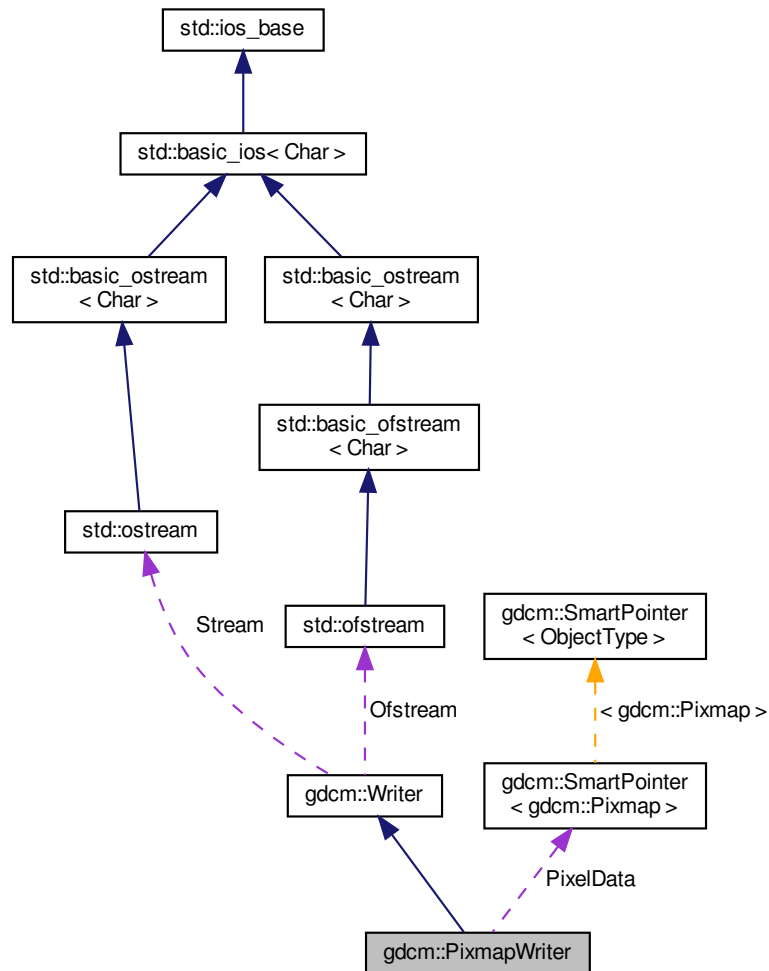 std::ios_base
std::basic_ios< Char >
std::basic_ostream
< Char >
std::basic_ostream
< Char >
std::basic_ofstream
< Char >
std::ostream
Stream
std::ofstream
gdcm::SmartPointer
< ObjectType >
Ofstream
< gdcm::Pixmap >
gdcm::Writer
gdcm::SmartPointer
< gdcm::Pixmap >
PixelData
gdcm::PixmapWriter